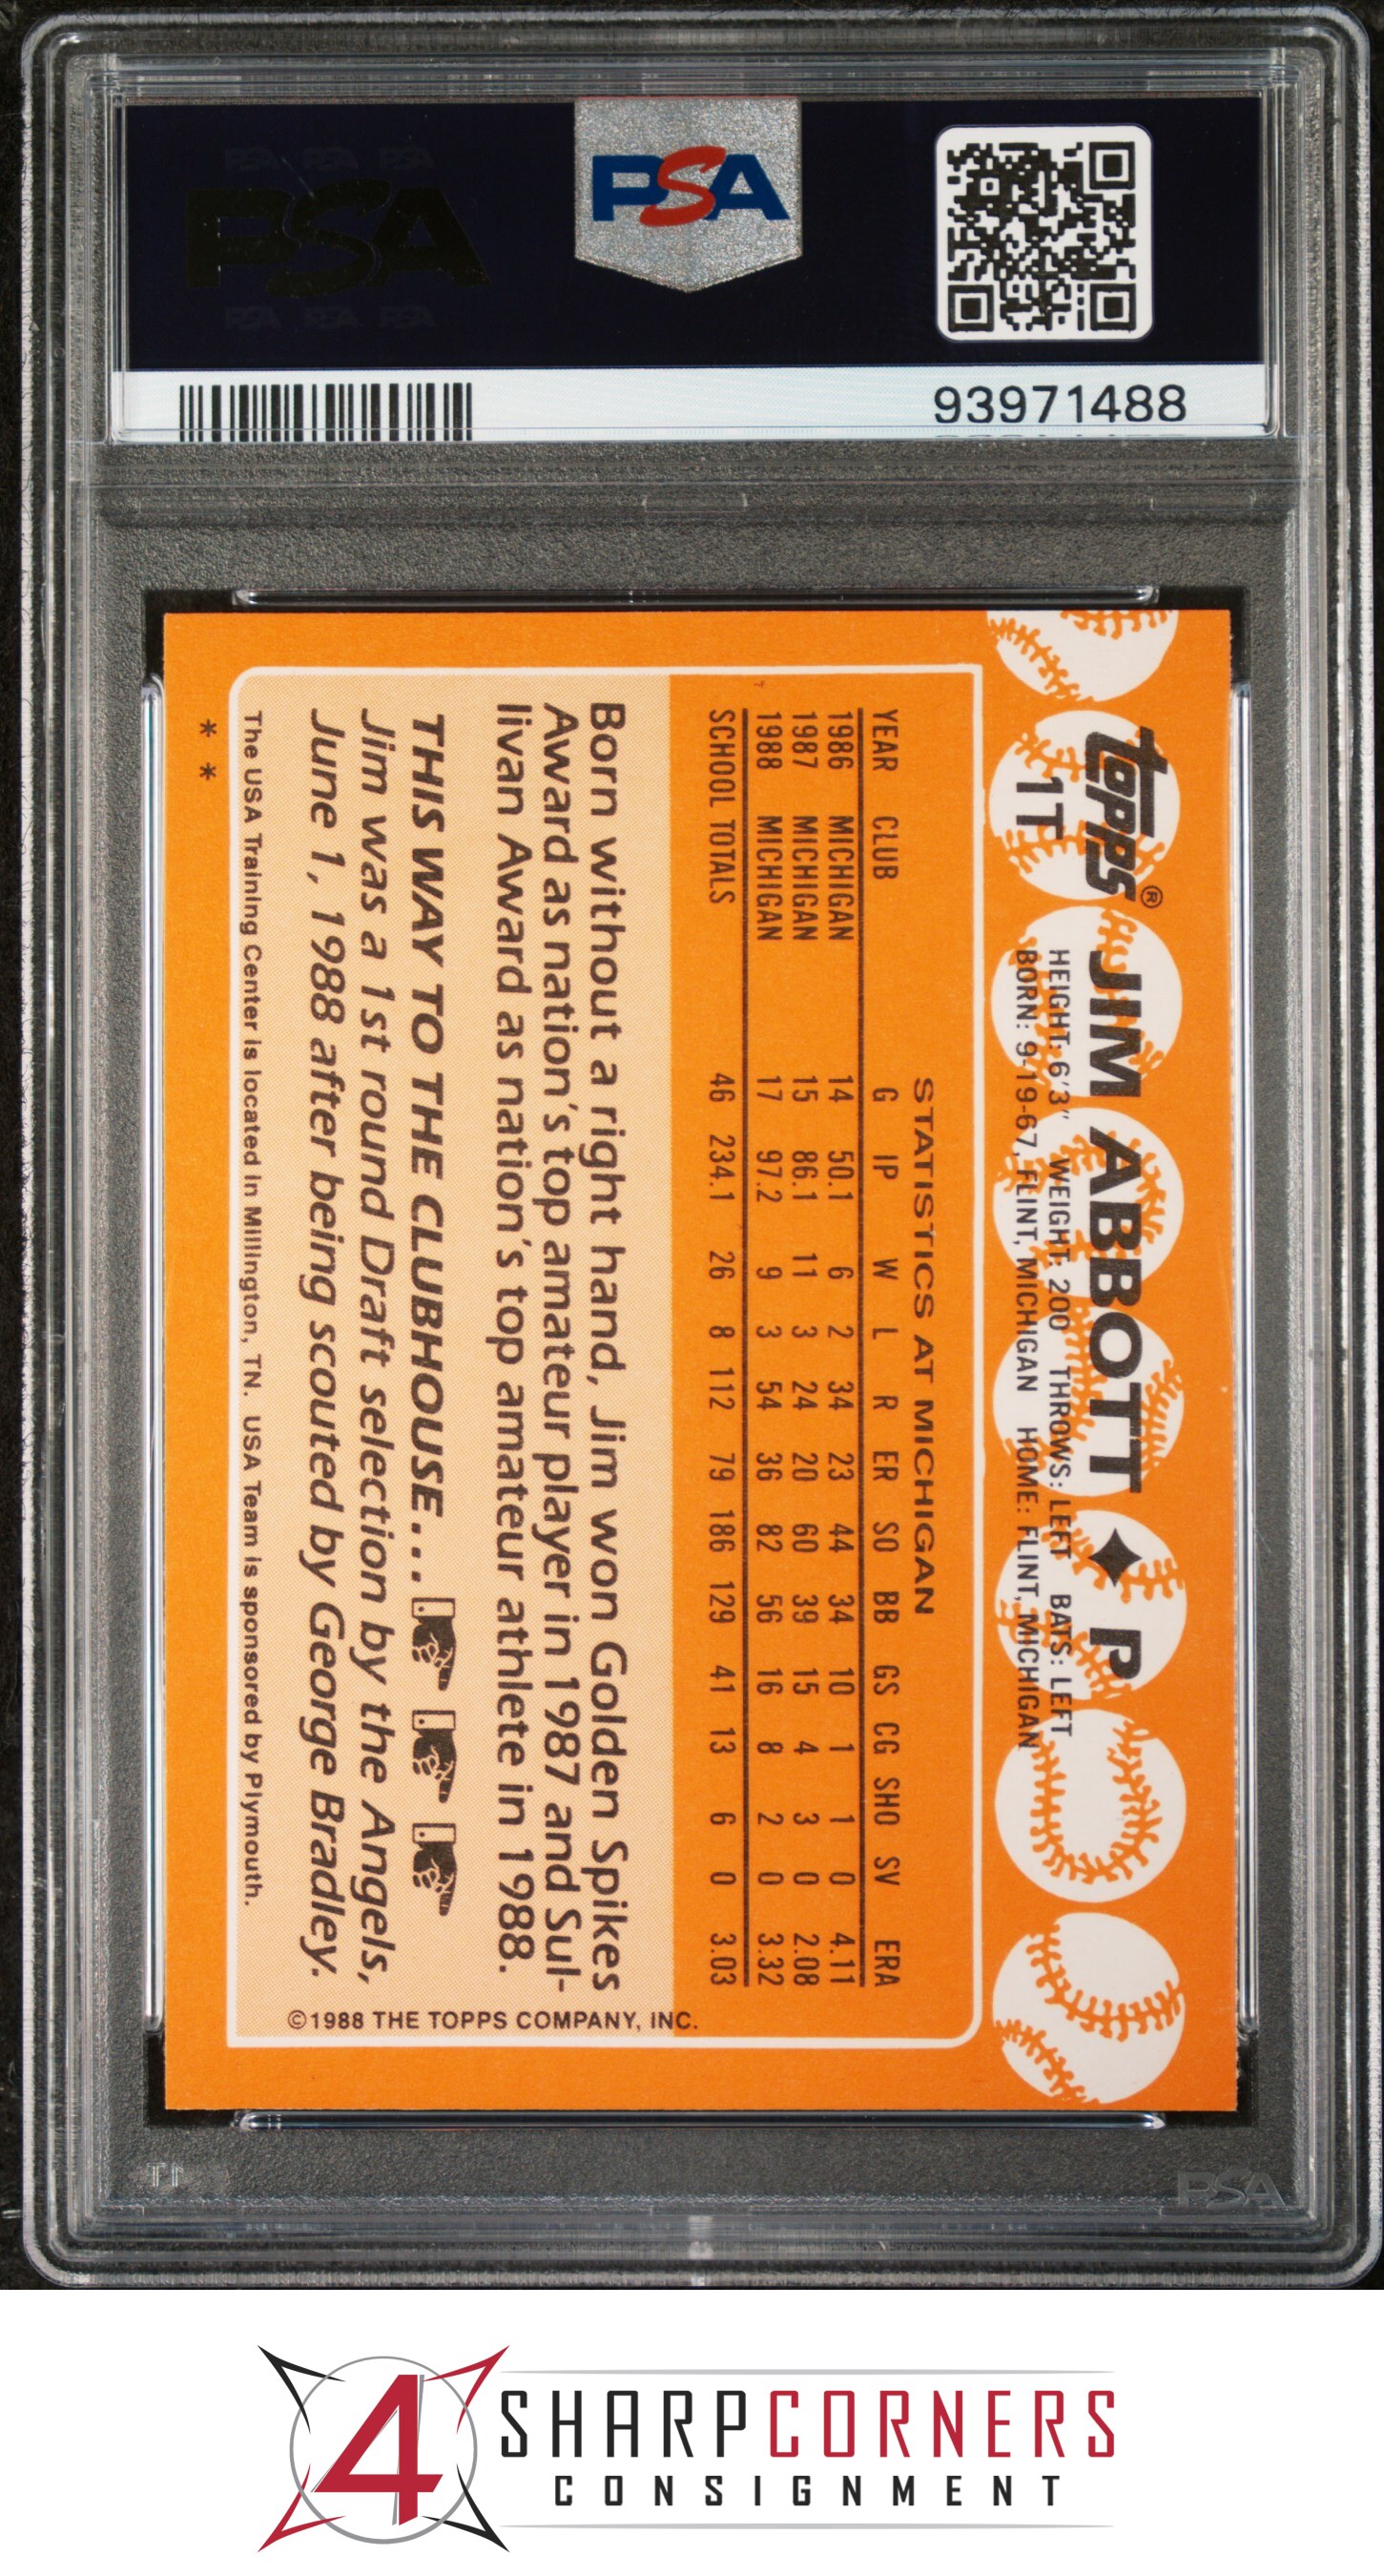 PSA PSA PSA
PSA
PSA PSA PSA
PSA
93971488
topps®
1T
JIM ABBOTT ◆ P
HEIGHT: 6'3" WEIGHT: 200 THROWS: LEFT BATS: LEFT
BORN: 9-19-67, FLINT, MICHIGAN HOME: FLINT, MICHIGAN
STATISTICS AT MICHIGAN
YEAR CLUB G IP W L R ER SO BB GS CG SHO SV ERA
1986 MICHIGAN 14 50.1 6 2 34 23 44 34 10 1 1 0 4.11
1987 MICHIGAN 15 86.1 11 3 24 20 60 39 15 4 3 0 2.08
1988 MICHIGAN 17 97.2 9 3 54 36 82 56 16 8 2 0 3.32
SCHOOL TOTALS 46 234.1 26 8 112 79 186 129 41 13 6 0 3.03
Born without a right hand, Jim won Golden Spikes
Award as nation's top amateur player in 1987 and Sul-
livan Award as nation's top amateur athlete in 1988.
THIS WAY TO THE CLUBHOUSE...
Jim was a 1st round Draft selection by the Angels,
June 1, 1988 after being scouted by George Bradley.
The USA Training Center is located in Millington, TN. USA Team is sponsored by Plymouth.
* *
©1988 THE TOPPS COMPANY, INC.
PSA
4
SHARPCORNERS
CONSIGNMENT